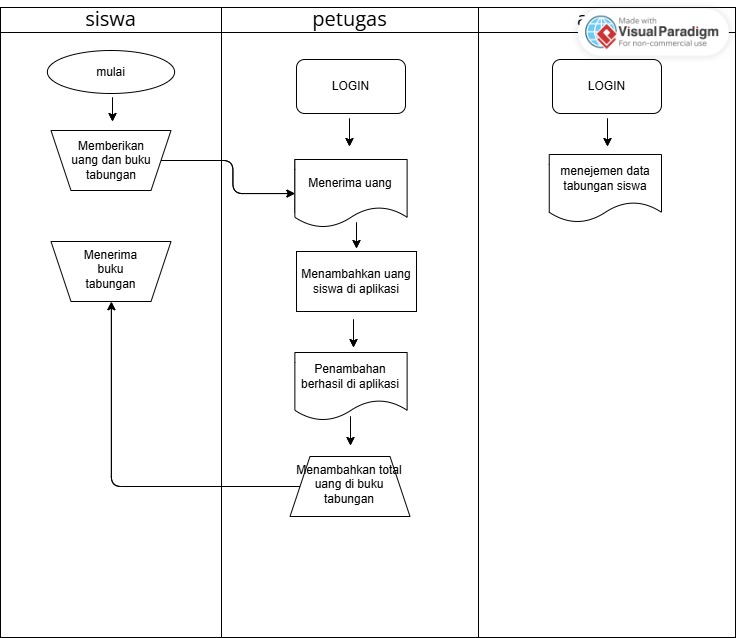 siswa
petugas
Made with
Visual Paradigm
For non-commercial use
mulai
LOGIN
LOGIN
Memberikan
uang dan buku
tabungan
Menerima uang
menejemen data
tabungan siswa
Menerima
buku
tabungan
Menambahkan uang
siswa di aplikasi
Penambahan
berhasil di aplikasi
Menambahkan total
uang di buku
tabungan